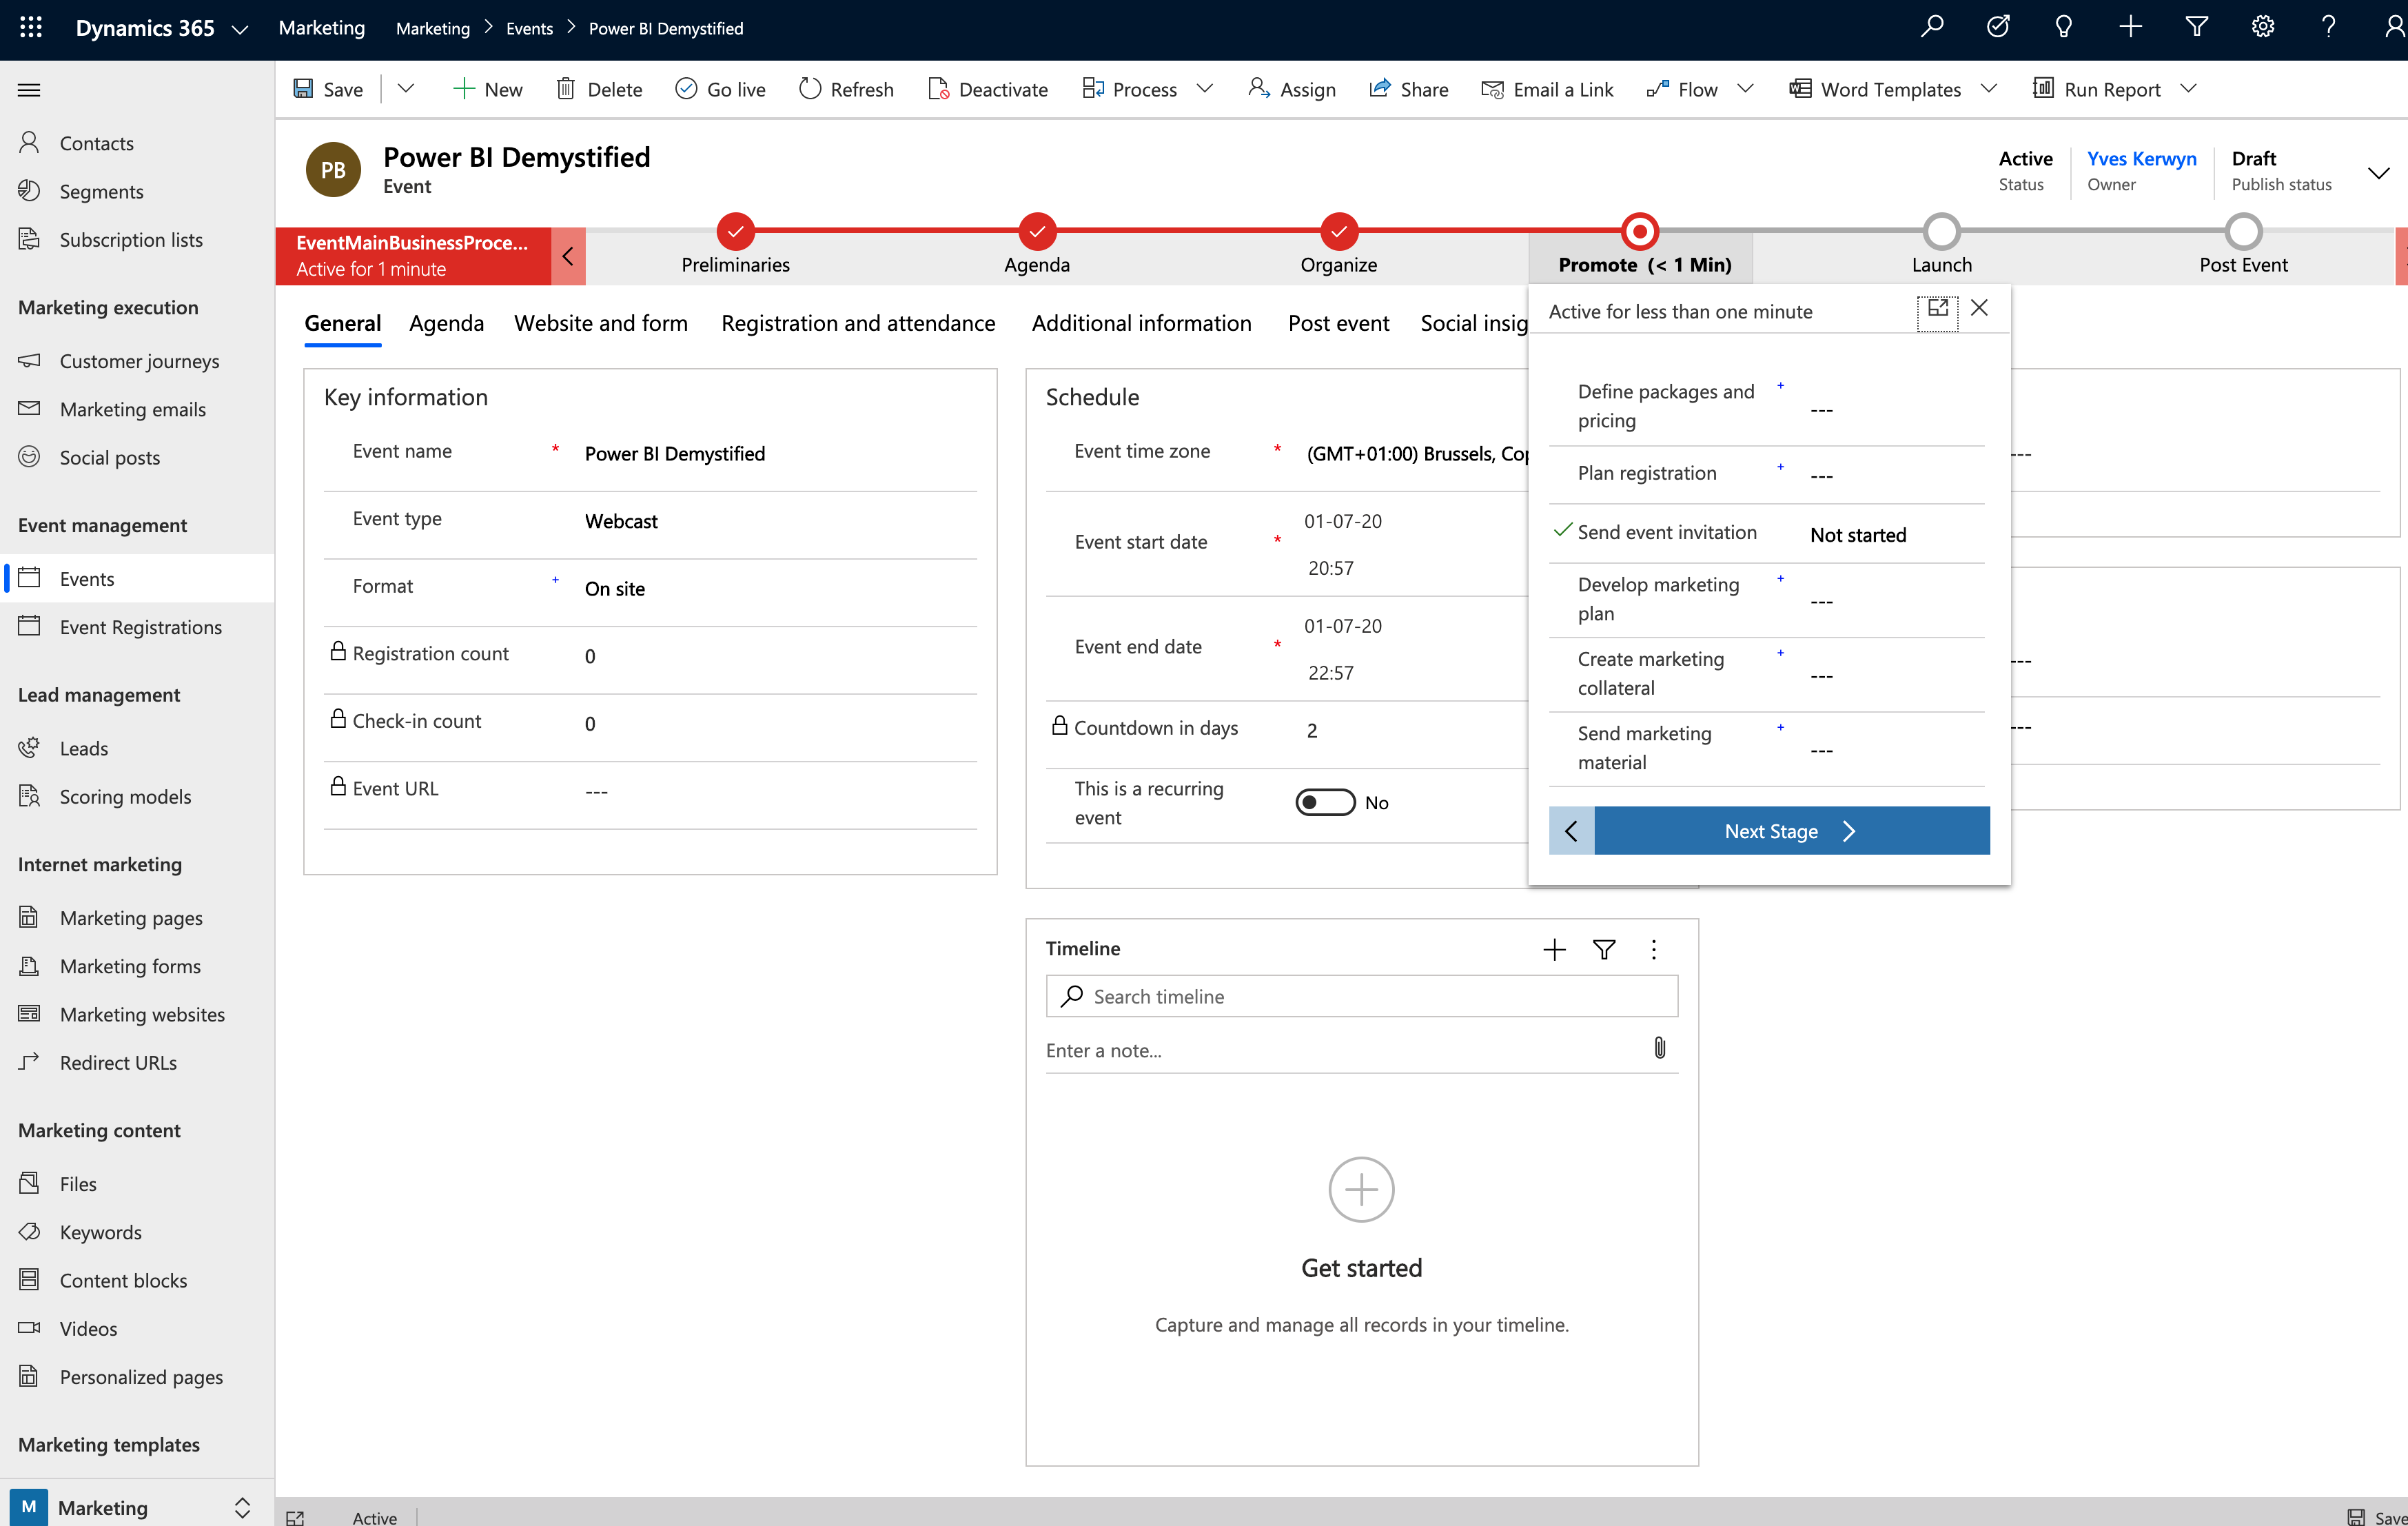 Dynamics 365
Marketing
Marketing > Events > Power BI Demystified
Save
New
Delete
Go live
Refresh
Deactivate
Process
Assign
Share
Email a Link
Flow
Word Templates
Run Report
Contacts
Segments
Subscription lists
Marketing execution
Customer journeys
Marketing emails
Social posts
Event management
Events
Event Registrations
Lead management
Leads
Scoring models
Internet marketing
Marketing pages
Marketing forms
Marketing websites
Redirect URLs
Marketing content
Files
Keywords
Content blocks
Videos
Personalized pages
Marketing templates
M Marketing
PB
Power BI Demystified
Event
Active
Status
Yves Kerwyn
Owner
Draft
Publish status
EventMainBusinessProce...
Active for 1 minute
Preliminaries
Agenda
Organize
Promote (< 1 Min)
Launch
Post Event
General
Agenda
Website and form
Registration and attendance
Additional information
Post event
Social insig
Key information
Event name * Power BI Demystified
Event type Webcast
Format + On site
Registration count 0
Check-in count 0
Event URL ---
Schedule
Event time zone * (GMT+01:00) Brussels, Cop
Event start date * 01-07-20
20:57
Event end date * 01-07-20
22:57
Countdown in days 2
This is a recurring
event
No
Active for less than one minute
Define packages and
pricing
+ ---
Plan registration + ---
Send event invitation Not started
Develop marketing
plan
+ ---
Create marketing
collateral
+ ---
Send marketing
material
+ ---
Next Stage
---
---
---
Timeline
Search timeline
Enter a note...
Get started
Capture and manage all records in your timeline.
Active
Save